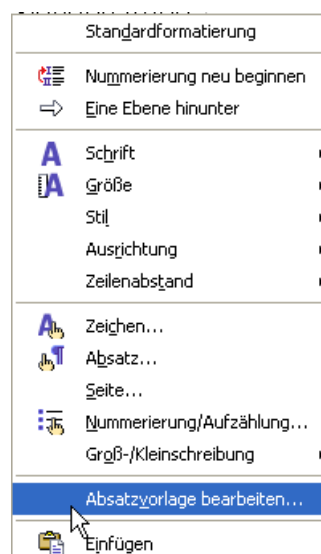 Standardformatierung
Nummerierung neu beginnen
Eine Ebene hinunter
Schrift
Größe
Stil
Ausrichtung
Zeilenabstand
Zeichen...
Absatz...
Seite...
Nummerierung/Aufzählung...
Groß-/Kleinschreibung
Absatzvorlage bearbeiten...
Einfügen